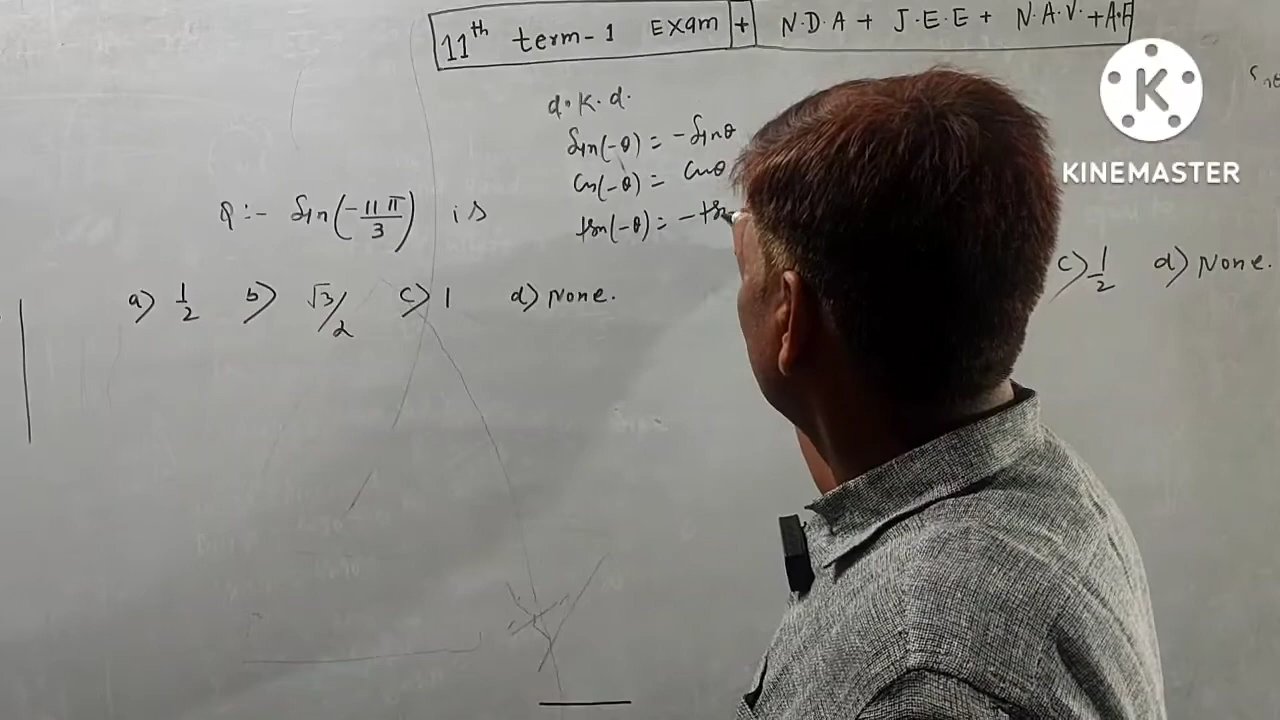 11th term-1 Exam + N.D.A + J.E.E + N.A.V. + A.F
K
KINEMASTER
d.K.d.
Sin(-θ) = -Sinθ
Cos(-θ) = Cosθ
tan(-θ) = -tan
Q:- Sin(-11π/3) is
a) 1/2 b) √3/2 c) 1 d) None.
c) 1/2 d) None.